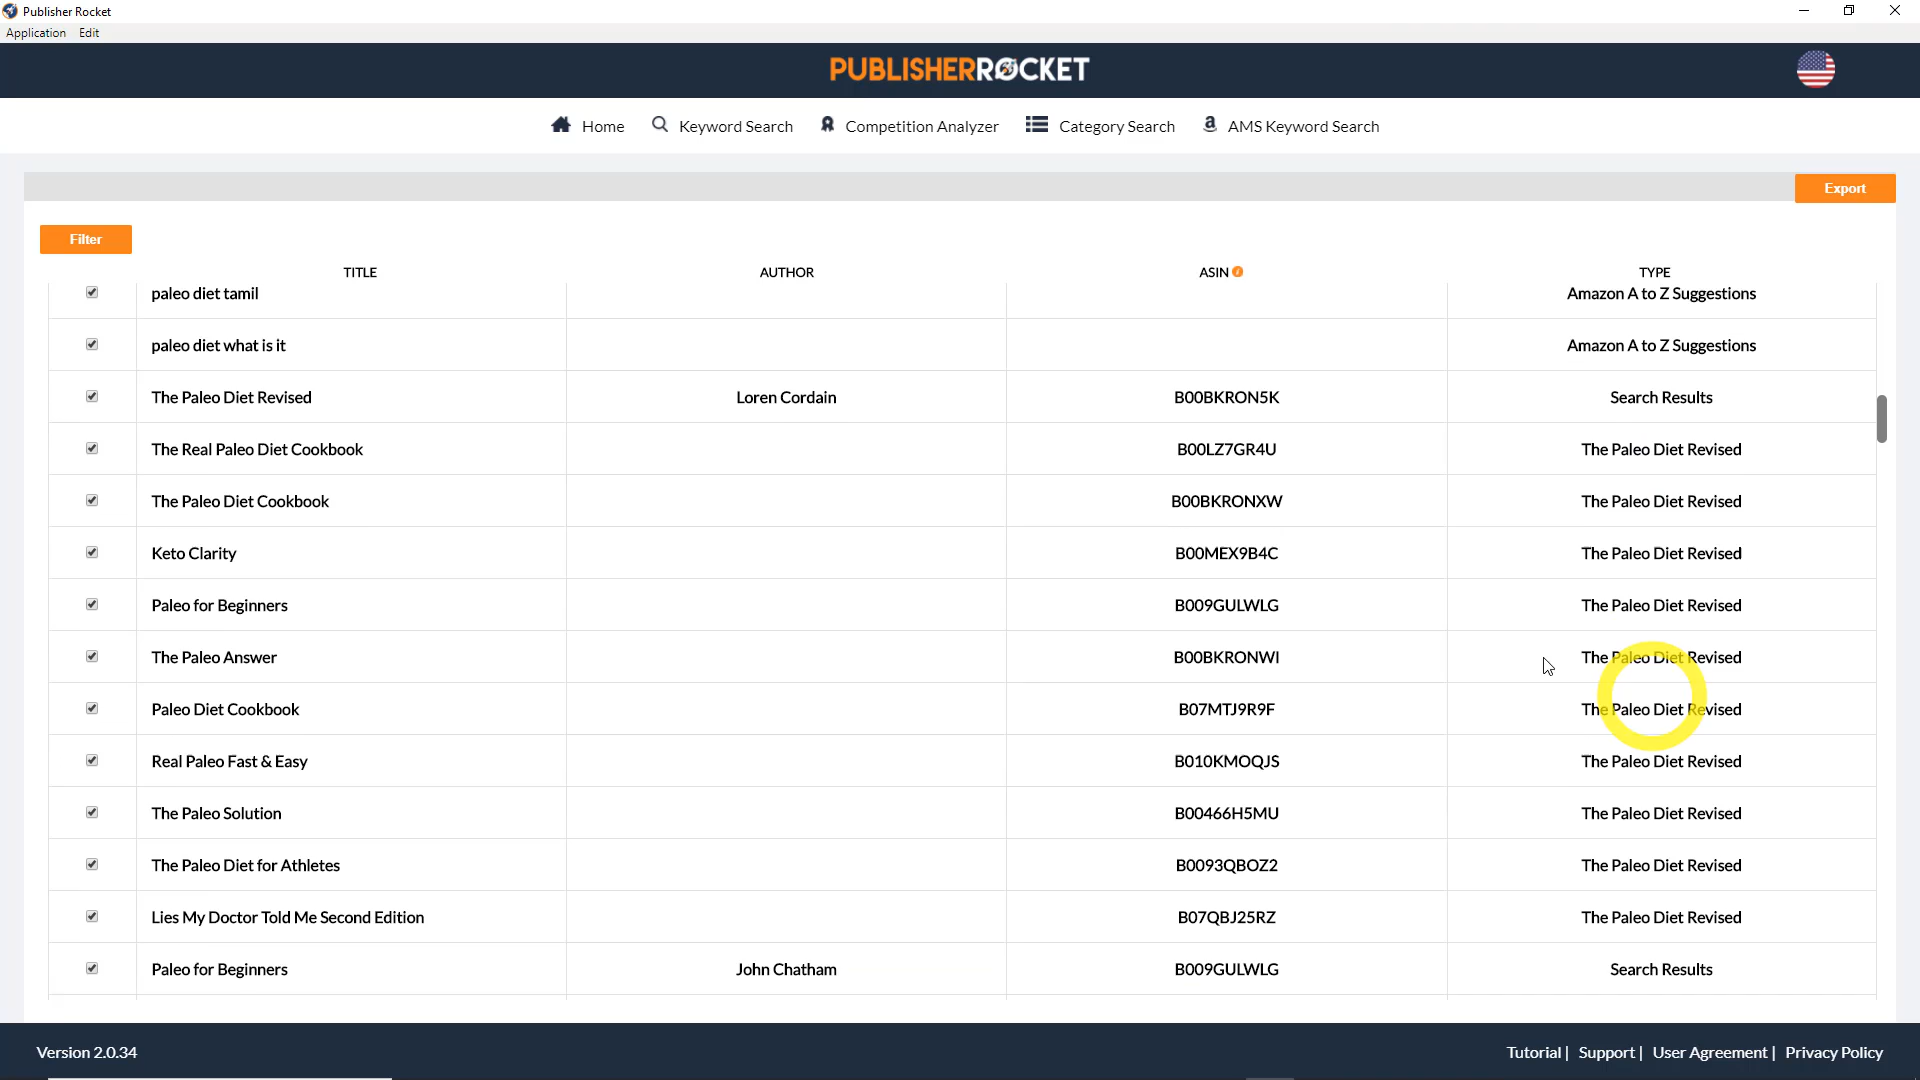 Publisher Rocket
Application Edit
PUBLISHERROCKET
Home Keyword Search Competition Analyzer Category Search AMS Keyword Search
Export
Filter
TITLE AUTHOR ASIN TYPE
paleo diet tamil Amazon A to Z Suggestions
paleo diet what is it Amazon A to Z Suggestions
The Paleo Diet Revised Loren Cordain B00BKRON5K Search Results
The Real Paleo Diet Cookbook B00LZ7GR4U The Paleo Diet Revised
The Paleo Diet Cookbook B00BKRONXW The Paleo Diet Revised
Keto Clarity B00MEX9B4C The Paleo Diet Revised
Paleo for Beginners B009GULWLG The Paleo Diet Revised
The Paleo Answer B00BKRONWI The Paleo Diet Revised
Paleo Diet Cookbook B07MTJ9R9F The Paleo Diet Revised
Real Paleo Fast & Easy B010KMOQJS The Paleo Diet Revised
The Paleo Solution B00466H5MU The Paleo Diet Revised
The Paleo Diet for Athletes B0093QBOZ2 The Paleo Diet Revised
Lies My Doctor Told Me Second Edition B07QBJ25RZ The Paleo Diet Revised
Paleo for Beginners John Chatham B009GULWLG Search Results
Version 2.0.34 Tutorial | Support | User Agreement | Privacy Policy